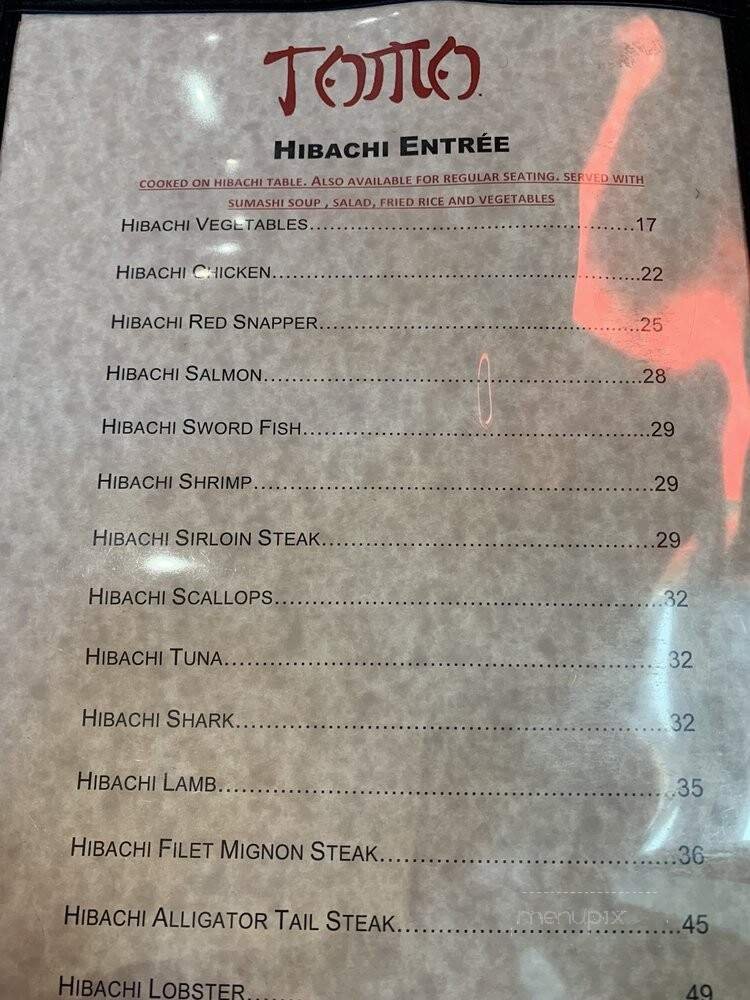 TOMO
HIBACHI ENTRÉE
COOKED ON HIBACHI TABLE. ALSO AVAILABLE FOR REGULAR SEATING. SERVED WITH
SUMASHI SOUP , SALAD, FRIED RICE AND VEGETABLES
HIBACHI VEGETABLES..........17
HIBACHI CHICKEN..........22
HIBACHI RED SNAPPER..........25
HIBACHI SALMON..........28
HIBACHI SWORD FISH..........29
HIBACHI SHRIMP..........29
HIBACHI SIRLOIN STEAK..........29
HIBACHI SCALLOPS..........32
HIBACHI TUNA..........32
HIBACHI SHARK..........32
HIBACHI LAMB..........35
HIBACHI FILET MIGNON STEAK..........36
HIBACHI ALLIGATOR TAIL STEAK..........45
menupix
HIBACHI LOBSTER..........49